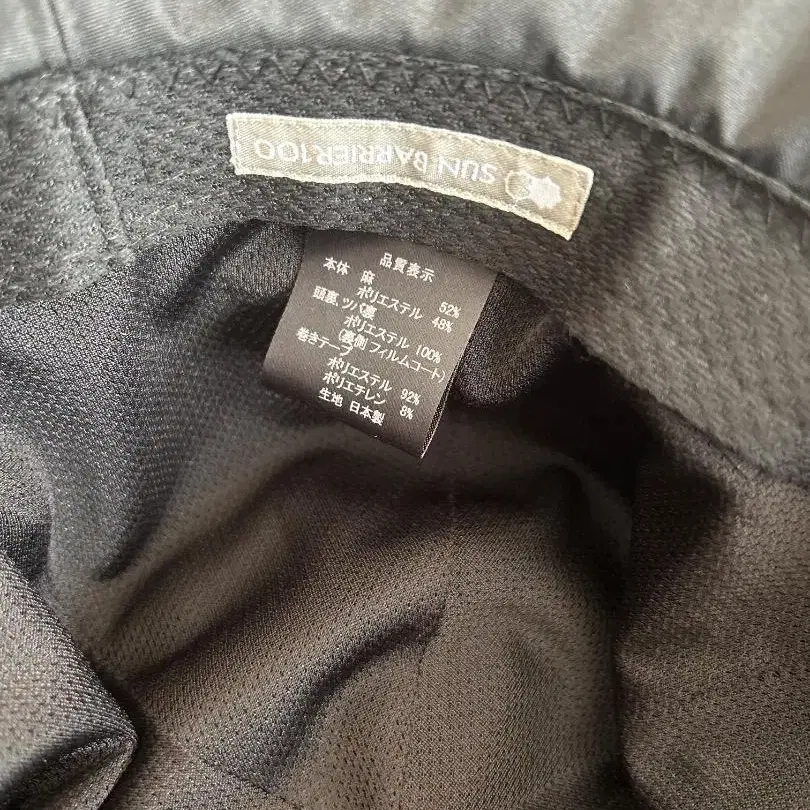 SUN BARRIER100
品質表示
本体 麻 52%
ポリエステル 48%
頭裏、ツバ裏
ポリエステル 100%
(裏側フィルムコート)
巻きテープ
ポリエステル 92%
ポリエチレン 8%
生地 日本製